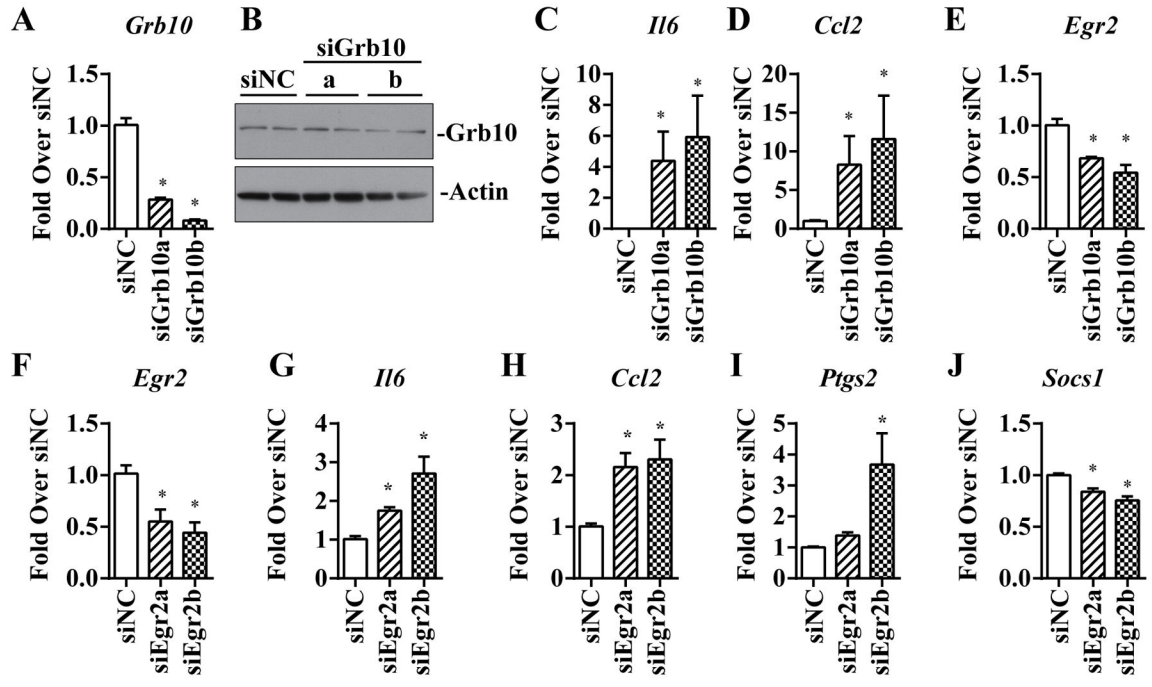 A
Grb10
Fold Over siNC
1.5
1.0
0.5
0.0
*
*
siNC
siGrb10a
siGrb10b
B
siGrb10
siNC
a
b
-Grb10
-Actin
C
Il6
Fold Over siNC
10
8
6
4
2
0
*
*
siNC
siGrb10a
siGrb10b
D
Ccl2
Fold Over siNC
20
15
10
5
0
*
*
siNC
siGrb10a
siGrb10b
E
Egr2
Fold Over siNC
1.5
1.0
0.5
0.0
*
*
siNC
siGrb10a
siGrb10b
F
Egr2
Fold Over siNC
1.5
1.0
0.5
0
*
*
siNC
siEgr2a
siEgr2b
G
Il6
Fold Over siNC
4
3
2
1
0
*
*
siNC
siEgr2a
siEgr2b
H
Ccl2
Fold Over siNC
3
2
1
0
*
*
siNC
siEgr2a
siEgr2b
I
Ptgs2
Fold Over siNC
5
4
3
2
1
0
*
siNC
siEgr2a
siEgr2b
J
Socs1
Fold Over siNC
1.5
1.0
0.5
0.0
*
*
siNC
siEgr2a
siEgr2b